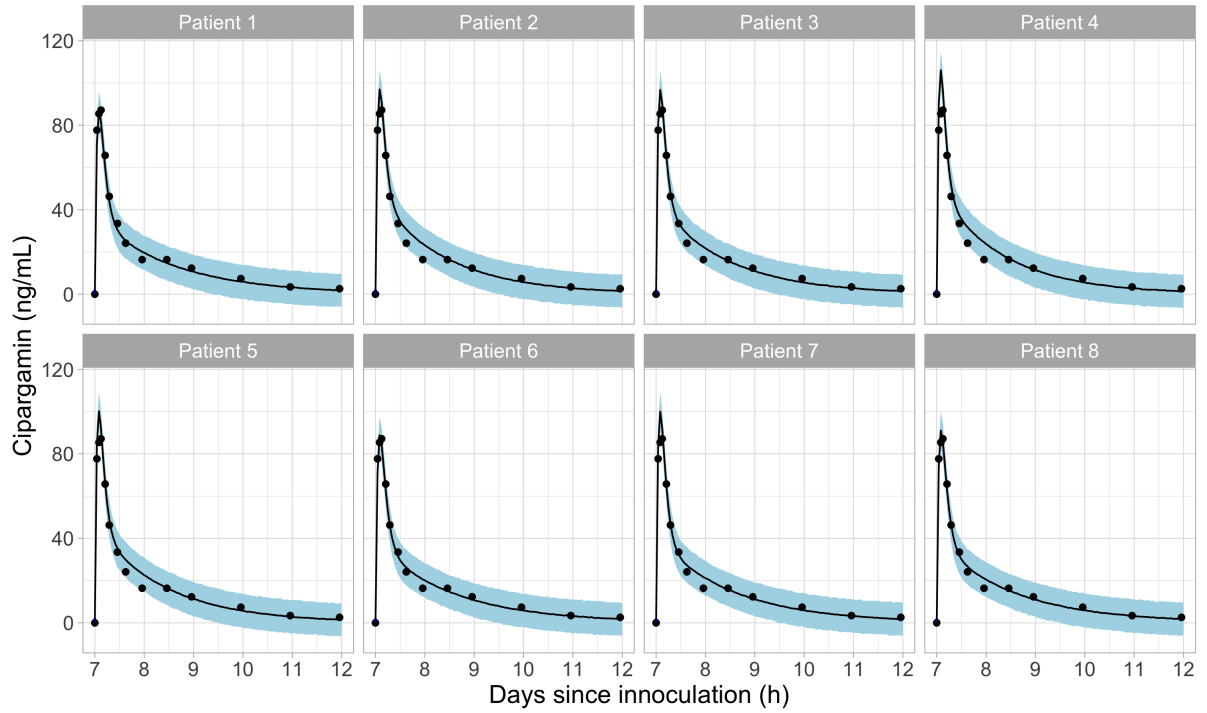 Patient 1 Patient 2 Patient 3 Patient 4
120
80
40
0
Patient 5 Patient 6 Patient 7 Patient 8
120
80
40
0
Cipargamin (ng/mL)
7 8 9 10 11 12 7 8 9 10 11 12 7 8 9 10 11 12 7 8 9 10 11 12
Days since innoculation (h)